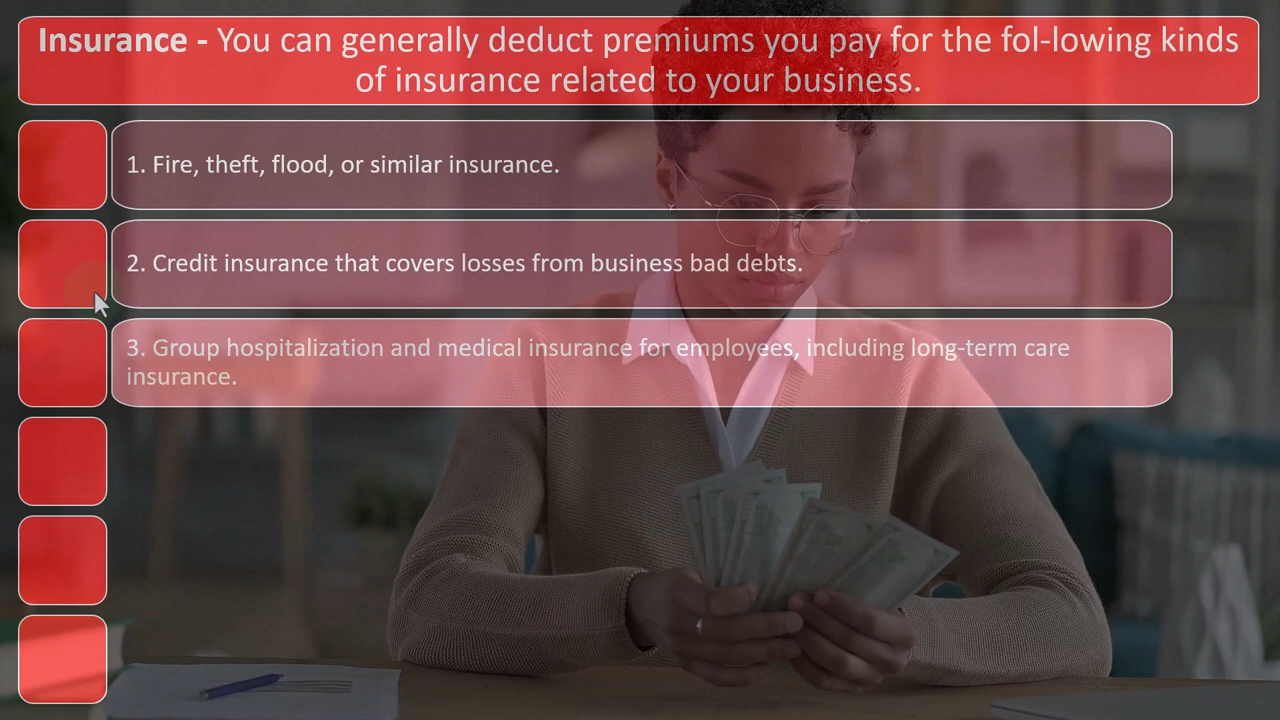 Insurance - You can generally deduct premiums you pay for the fol-lowing kinds
of insurance related to your business.
1. Fire, theft, flood, or similar insurance.
2. Credit insurance that covers losses from business bad debts.
3. Group hospitalization and medical insurance for employees, including long-term care
insurance.